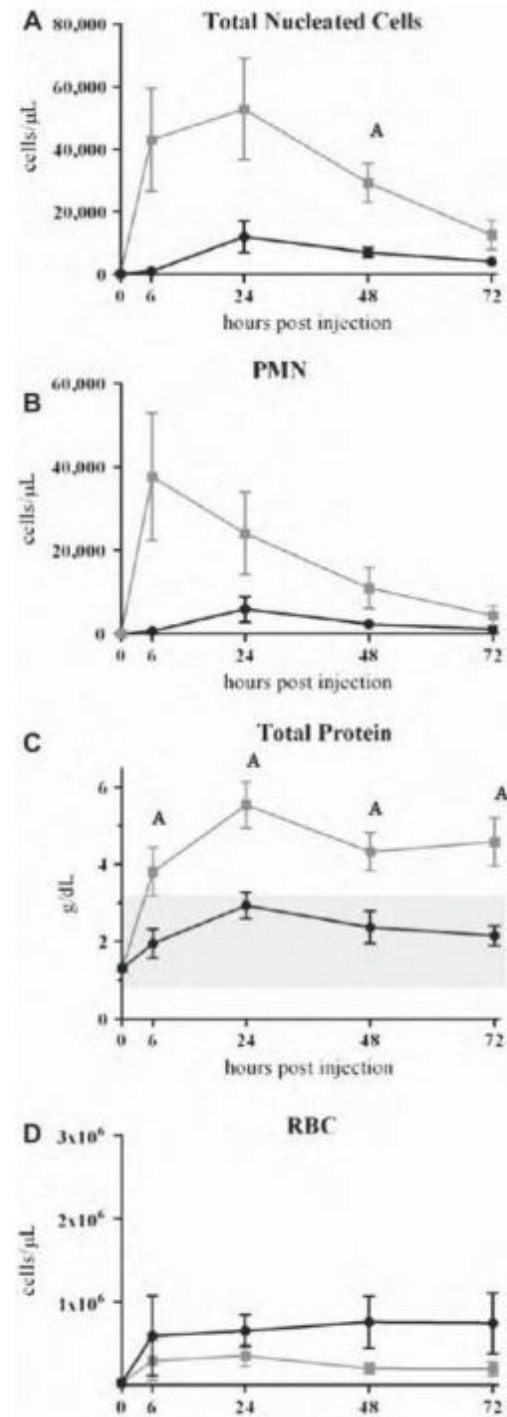 A
Total Nucleated Cells
80,000
60,000
40,000
20,000
0
cells/µL
A
0 6 24 48 72
hours post injection
B
PMN
60,000
40,000
20,000
0
cells/µL
0 6 24 48 72
hours post injection
C
Total Protein
6
4
2
0
g/dL
A
A
A
A
0 6 24 48 72
hours post injection
D
RBC
3x10⁶
2x10⁶
1x10⁶
cells/µL
0 6 24 48 72